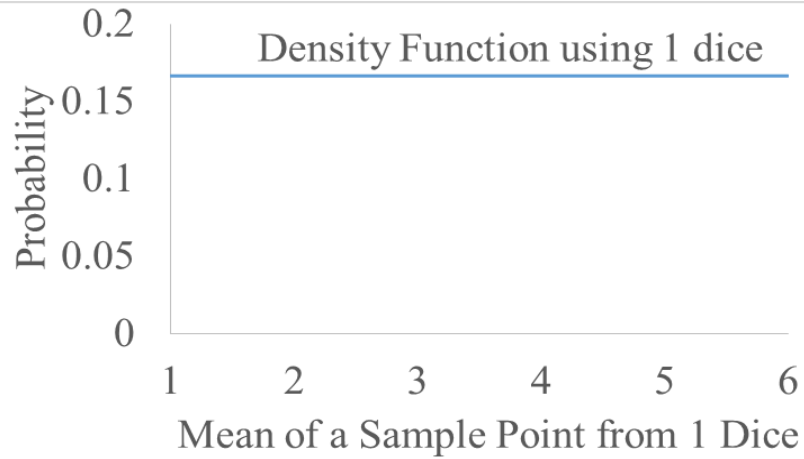 0.2
Density Function using 1 dice
0.15
0.1
0.05
0
Probability
1 2 3 4 5 6
Mean of a Sample Point from 1 Dice